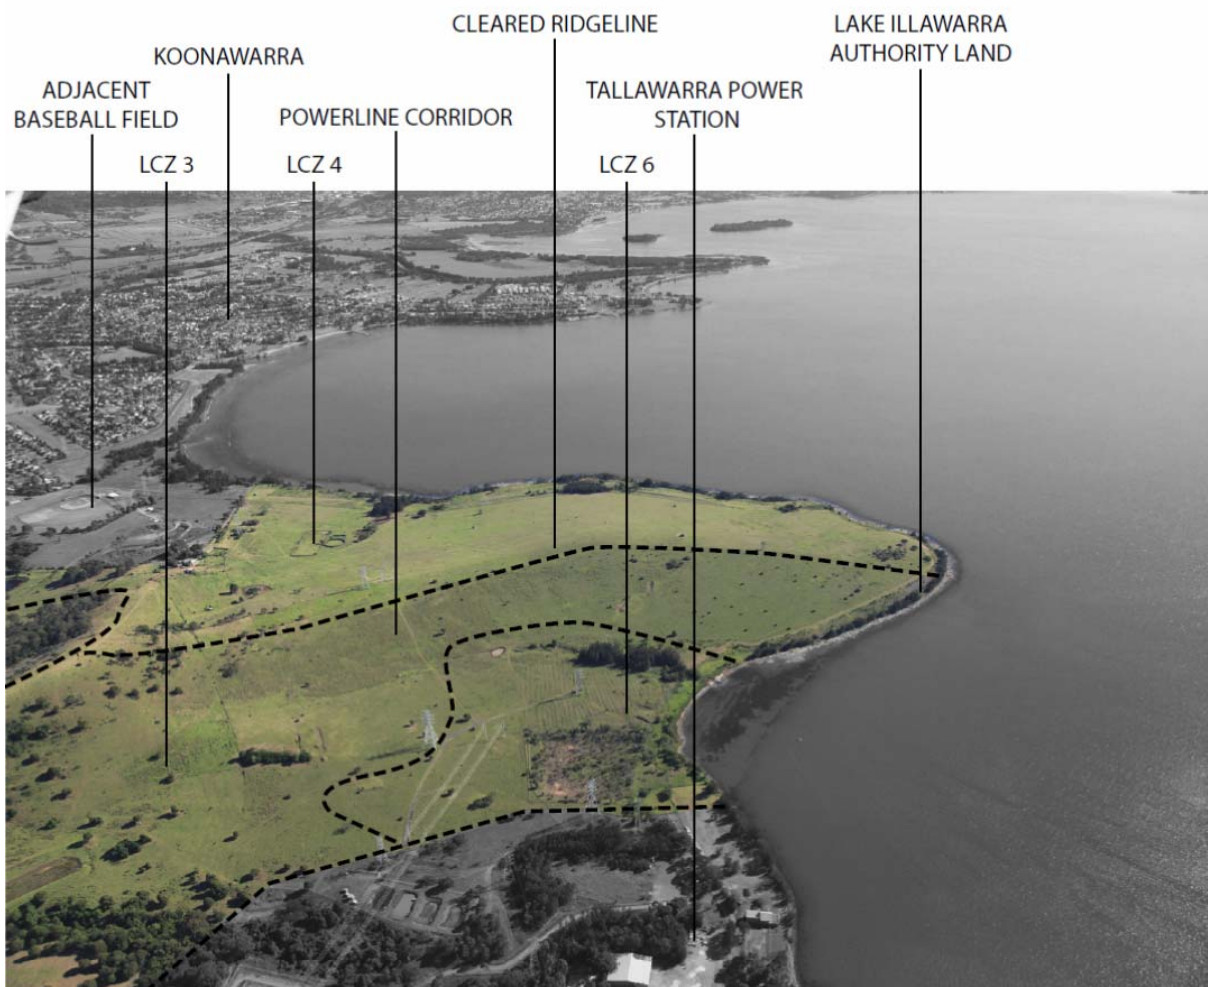 CLEARED RIDGELINE
LAKE ILLAWARRA
AUTHORITY LAND
KOONAWARRA
ADJACENT
BASEBALL FIELD
POWERLINE CORRIDOR
TALLAWARRA POWER
STATION
LCZ 3
LCZ 4
LCZ 6